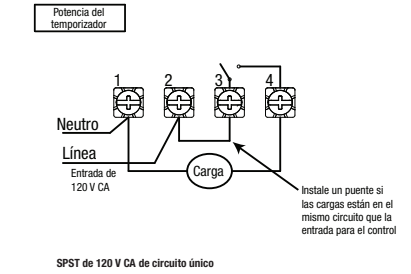 Potencia del
temporizador
1 2 3 4
Neutro
Línea
Entrada de
120 V CA
Carga
Instale un puente si
las cargas están en el
mismo circuito que la
entrada para el control
SPST de 120 V CA de circuito único